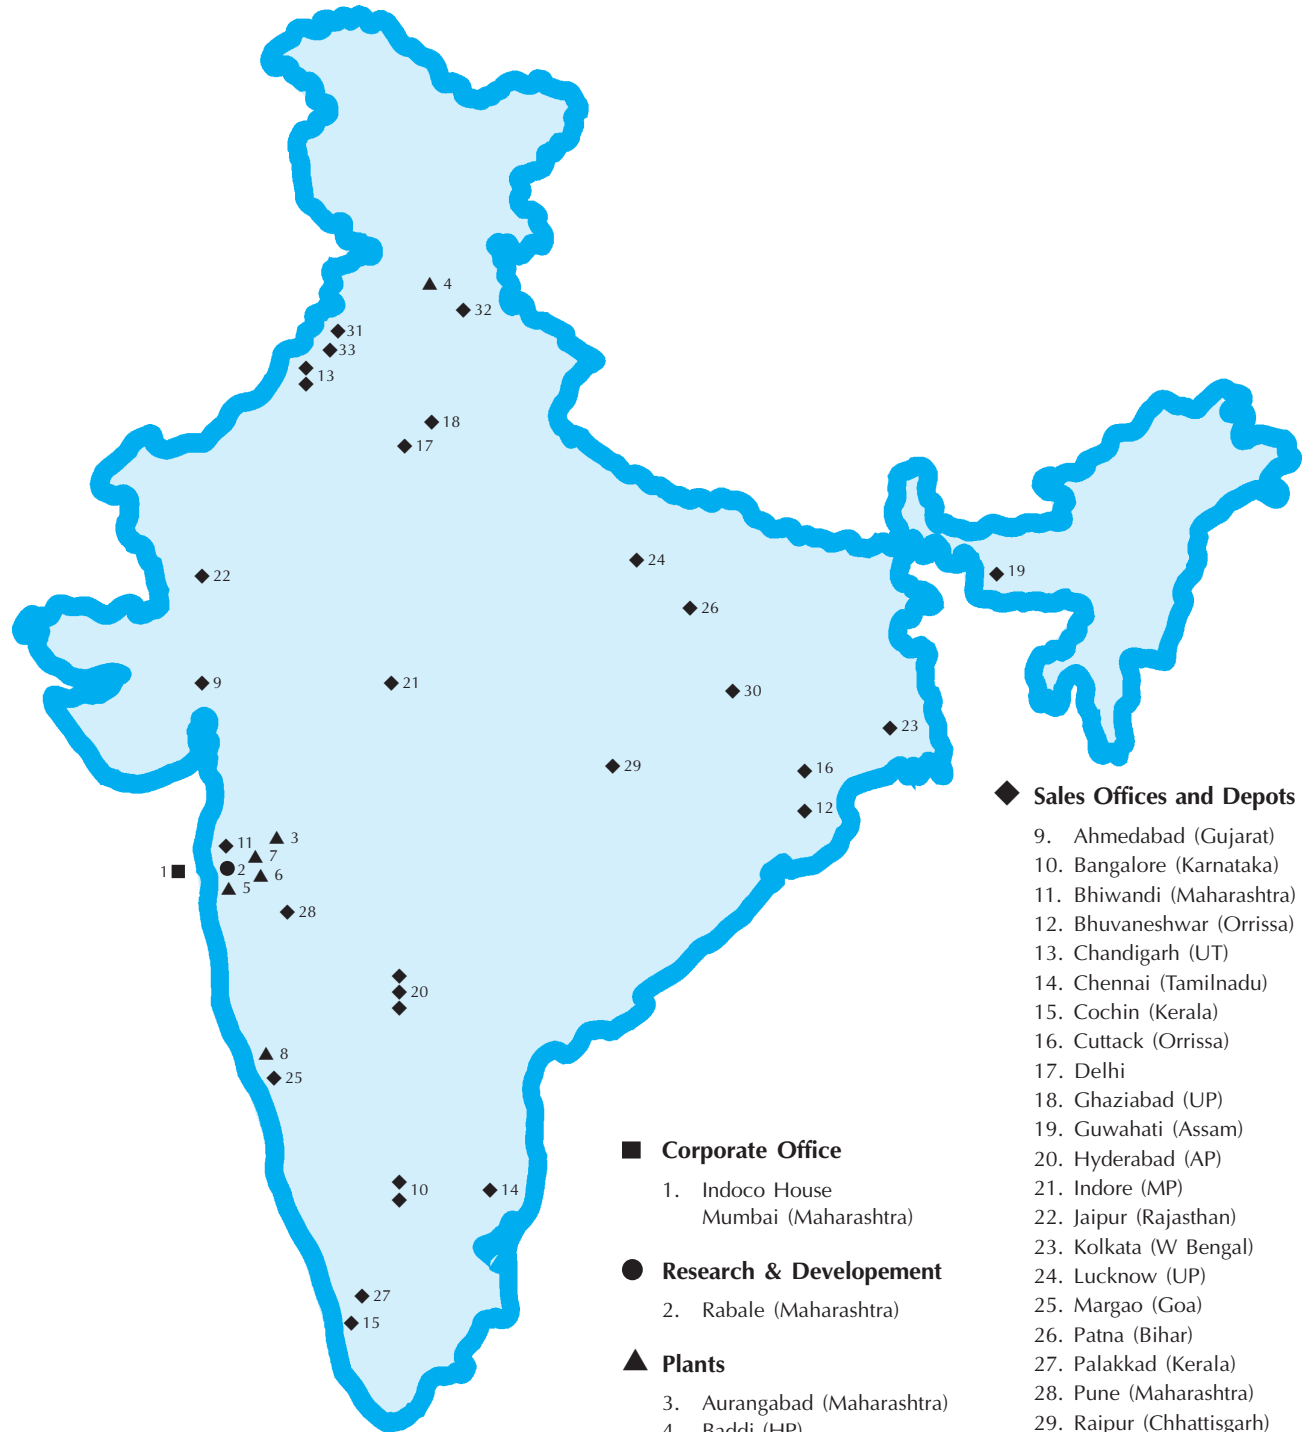 4
32
31
33
13
18
17
24
19
22
26
9
21
30
23
29
16
12
3
11
7
1
2
6
5
28
20
8
25
10
14
27
15
Corporate Office
1. Indoco House
Mumbai (Maharashtra)
Research & Developement
2. Rabale (Maharashtra)
Plants
3. Aurangabad (Maharashtra)
4. Baddi (HP)
Sales Offices and Depots
9. Ahmedabad (Gujarat)
10. Bangalore (Karnataka)
11. Bhiwandi (Maharashtra)
12. Bhuvaneshwar (Orrissa)
13. Chandigarh (UT)
14. Chennai (Tamilnadu)
15. Cochin (Kerala)
16. Cuttack (Orrissa)
17. Delhi
18. Ghaziabad (UP)
19. Guwahati (Assam)
20. Hyderabad (AP)
21. Indore (MP)
22. Jaipur (Rajasthan)
23. Kolkata (W Bengal)
24. Lucknow (UP)
25. Margao (Goa)
26. Patna (Bihar)
27. Palakkad (Kerala)
28. Pune (Maharashtra)
29. Raipur (Chhattisgarh)